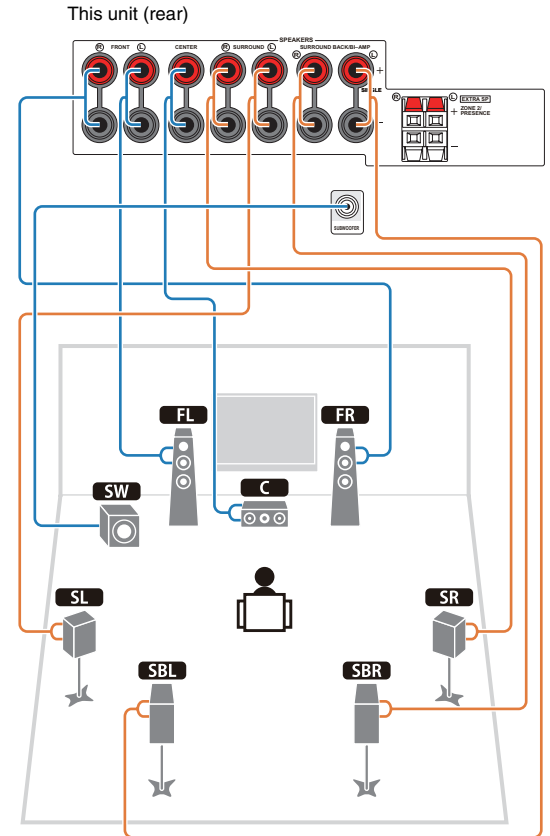 This unit (rear)
SPEAKERS
R FRONT L CENTER R SURROUND L SURROUND BACK/BI-AMP
R L
+
SINGLE
-
R L EXTRA SP
+ ZONE 2/
PRESENCE
-
SUBWOOFER
FL FR
SW C
SL SR
SBL SBR